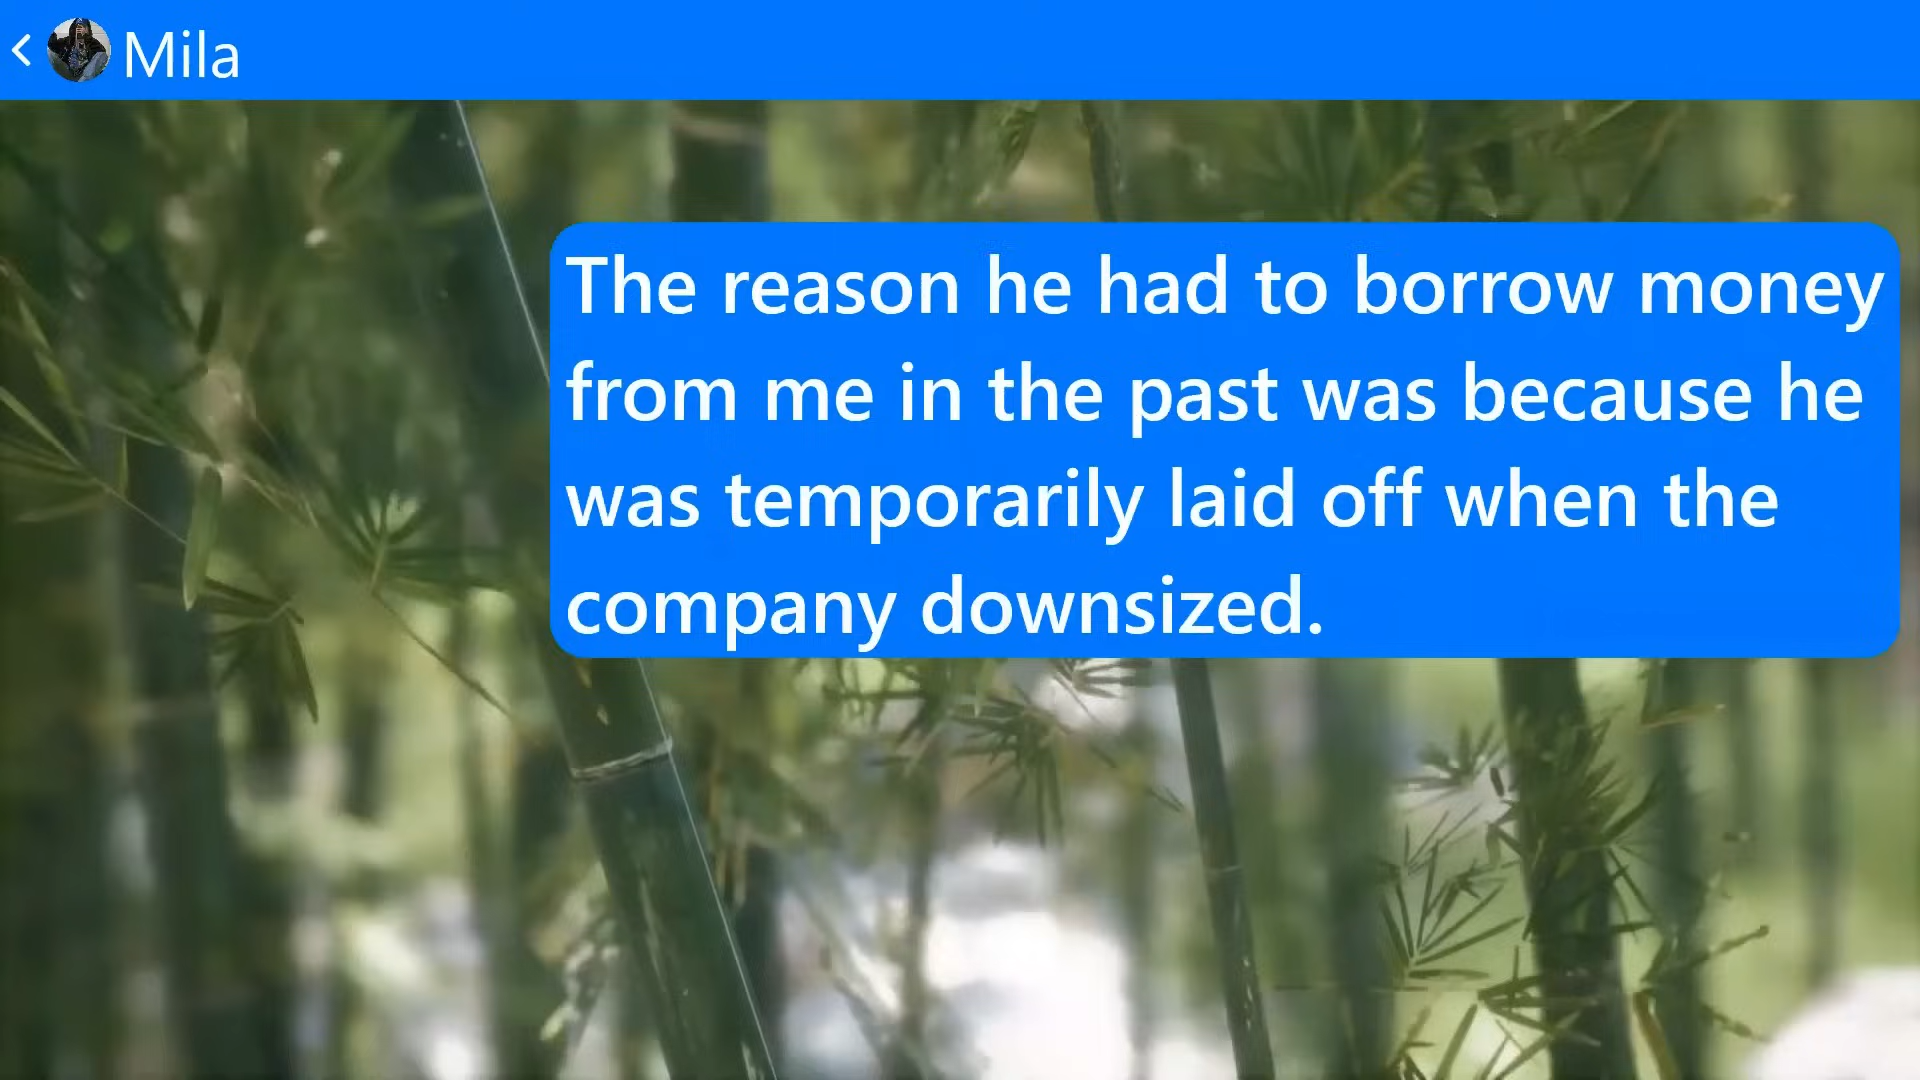 Mila
The reason he had to borrow money
from me in the past was because he
was temporarily laid off when the
company downsized.